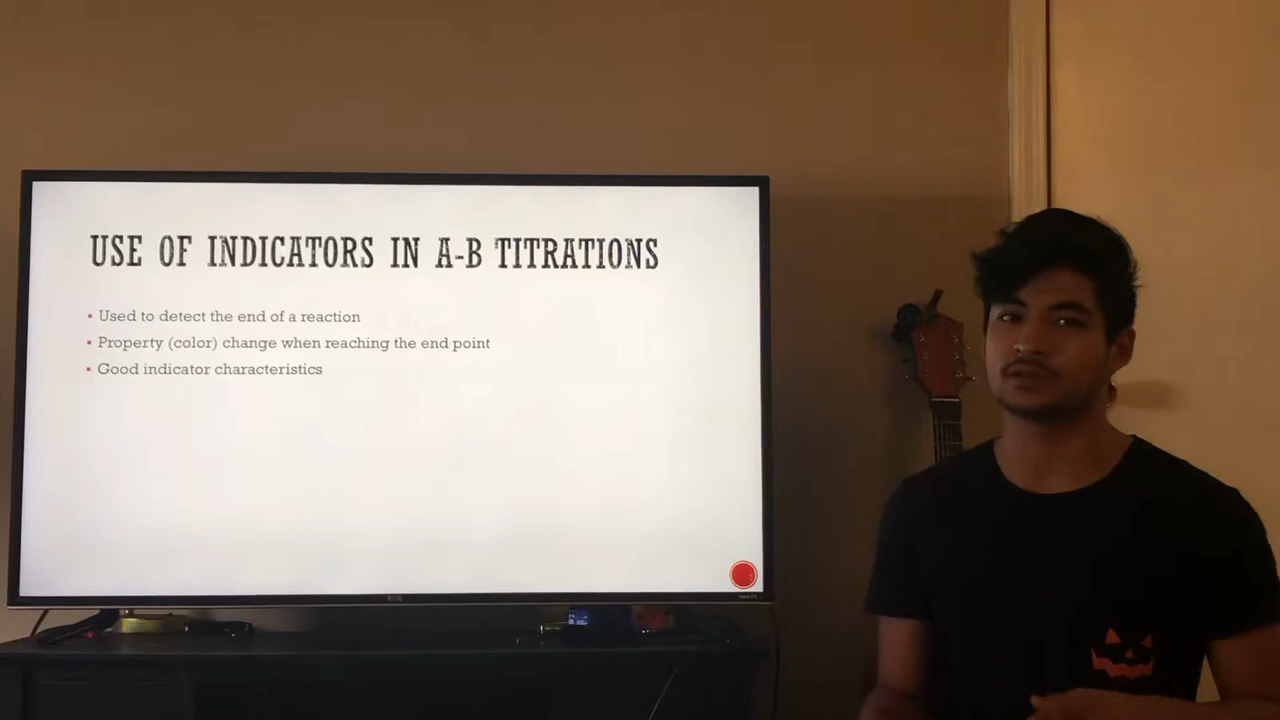 USE OF INDICATORS IN A-B TITRATIONS
Used to detect the end of a reaction
Property (color) change when reaching the end point
Good indicator characteristics